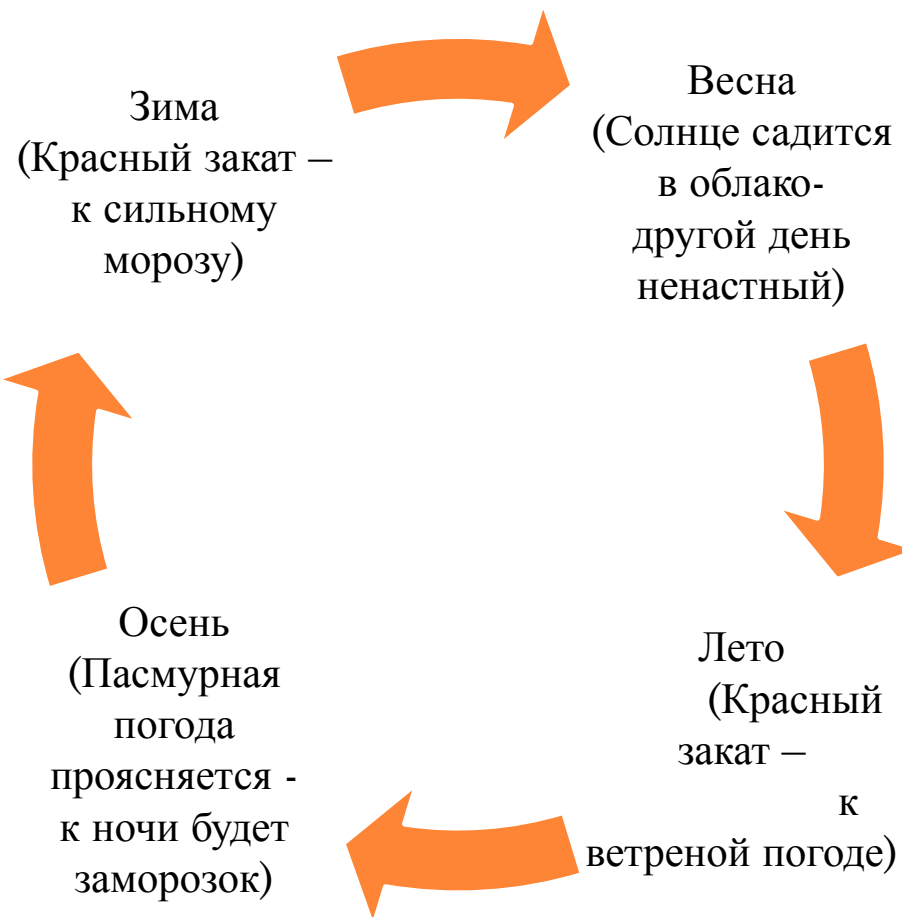 Зима
(Красный закат –
к сильному
морозу)
Весна
(Солнце садится
в облако-
другой день
ненастный)
Лето
(Красный
закат –
к
ветреной погоде)
Осень
(Пасмурная
погода
проясняется -
к ночи будет
заморозок)